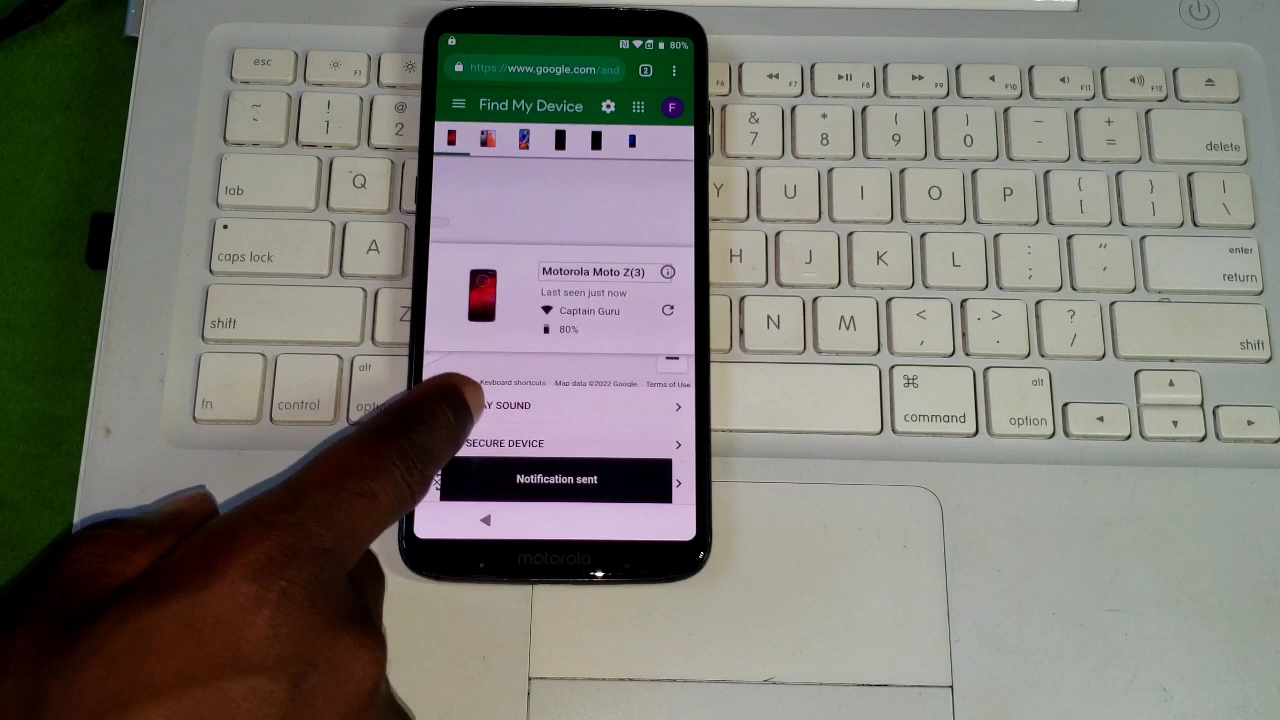 80%
https://www.google.com/and
2
Find My Device
F
Motorola Moto Z(3)
Last seen just now
Captain Guru
80%
Keyboard shortcuts Map data ©2022 Google Terms of Use
AY SOUND
SECURE DEVICE
Notification sent
motorola
esc
F1
F6
F7
F8
F9
F10
F11
F12
~
`
!
1
@
2
&
7
*
8
(
9
)
0
_
-
+
=
delete
tab
Q
Y
U
I
O
P
{
[
}
]
|
\
caps lock
A
H
J
K
L
:
;
"
'
enter
return
shift
Z
N
M
<
,
>
.
?
/
shift
fn
control
alt
opti
⌘
command
alt
option